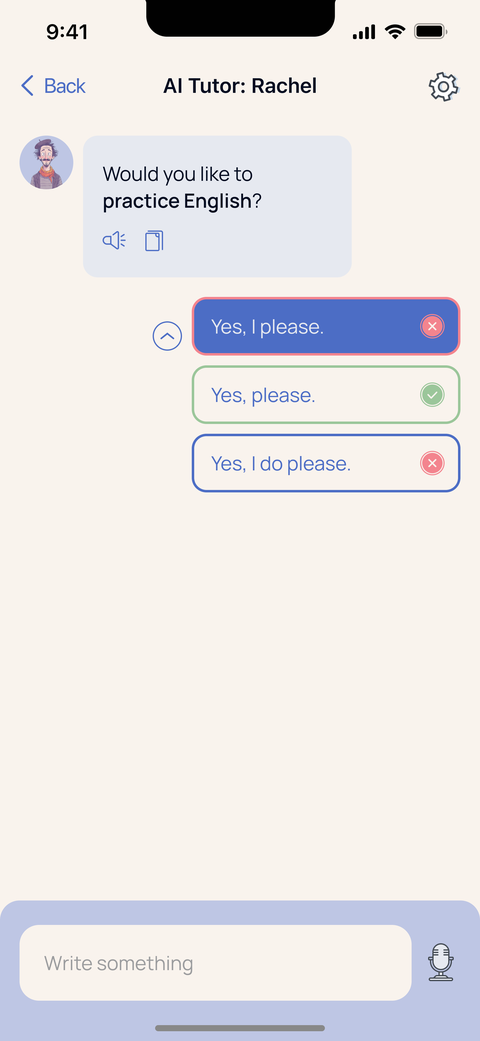 9:41
Back
AI Tutor: Rachel
Would you like to
practice English?
Yes, I please.
Yes, please.
Yes, I do please.
Write something